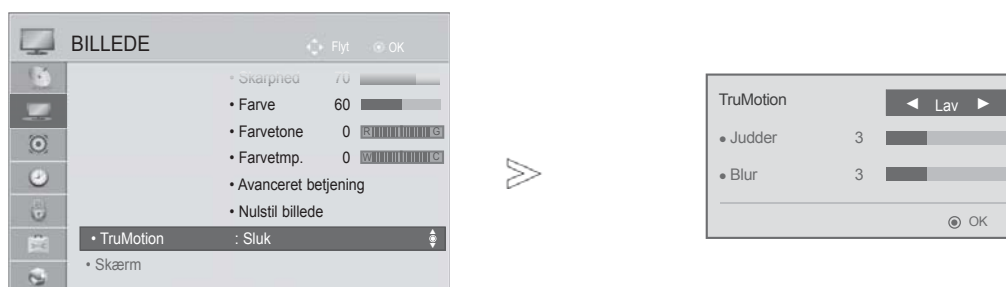 BILLEDE
Flyt OK
• Skarphed 70
• Farve 60
• Farvetone 0 R G
• Farvetmp. 0 W C
• Avanceret betjening
• Nulstil billede
• TruMotion : Sluk
• Skærm
TruMotion ◄ Lav ►
• Judder 3
• Blur 3
OK